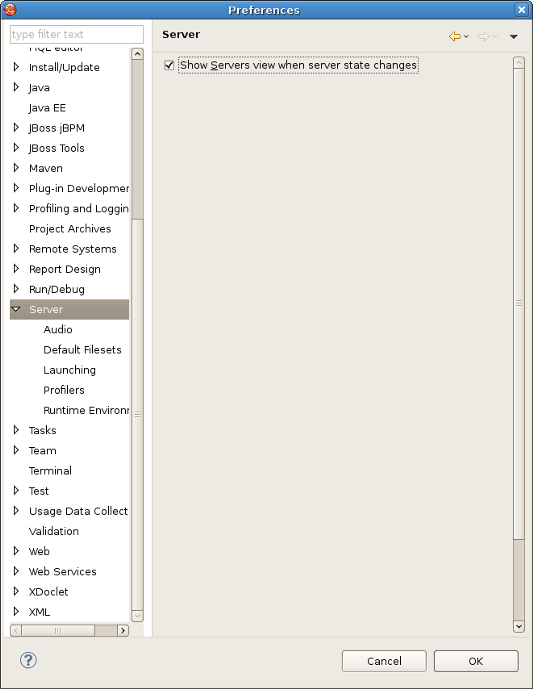 Preferences
type filter text
Server
HQL editor
Install/Update
Show Servers view when server state changes
Java
Java EE
JBoss jBPM
JBoss Tools
Maven
Plug-in Developmen
Profiling and Loggin
Project Archives
Remote Systems
Report Design
Run/Debug
Server
Audio
Default Filesets
Launching
Profilers
Runtime Environ
Tasks
Team
Terminal
Test
Usage Data Collect
Validation
Web
Web Services
XDoclet
XML
?
Cancel
OK